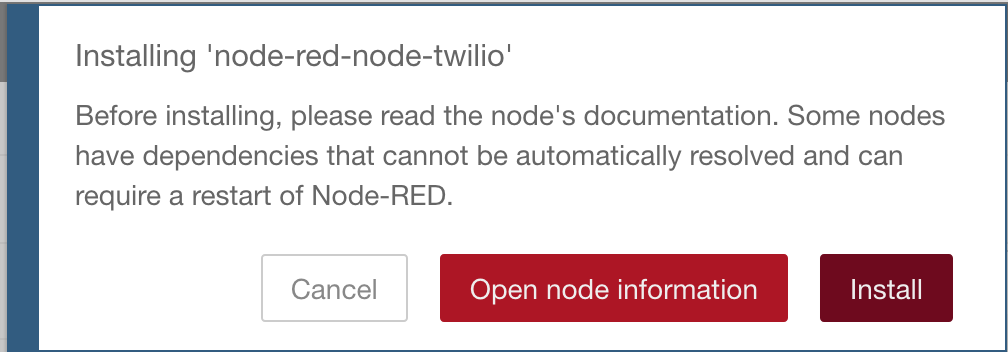 Installing 'node-red-node-twilio'
Before installing, please read the node's documentation. Some nodes
have dependencies that cannot be automatically resolved and can
require a restart of Node-RED.
Cancel
Open node information
Install